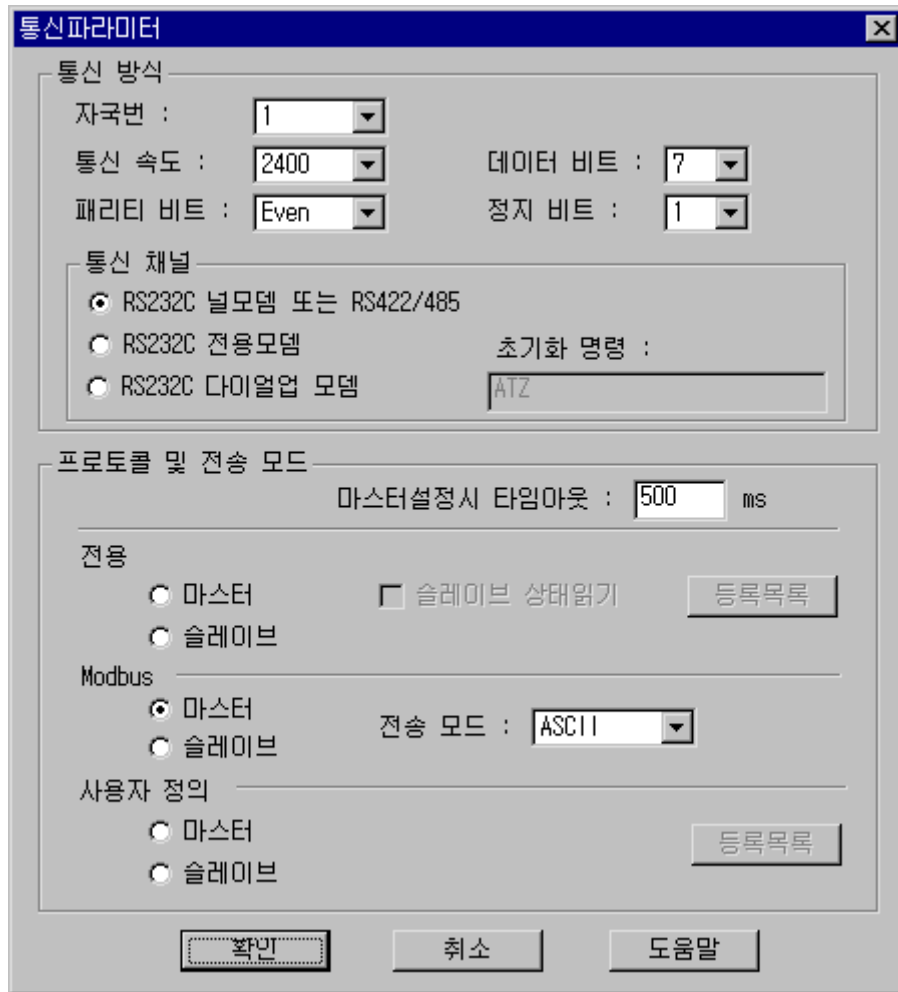 통신파라미터
통신 방식
자국번 : 1
통신 속도 : 2400 데이터 비트 : 7
패리티 비트 : Even 정지 비트 : 1
통신 채널
RS232C 널모뎀 또는 RS422/485
RS232C 전용모뎀 초기화 명령 :
RS232C 다이얼업 모뎀 ATZ
프로토콜 및 전송 모드
마스터설정시 타임아웃 : 500 ms
전용
마스터 슬레이브 상태읽기 등록목록
슬레이브
Modbus
마스터 전송 모드 : ASCII
슬레이브
사용자 정의
마스터 등록목록
슬레이브
확인 취소 도움말